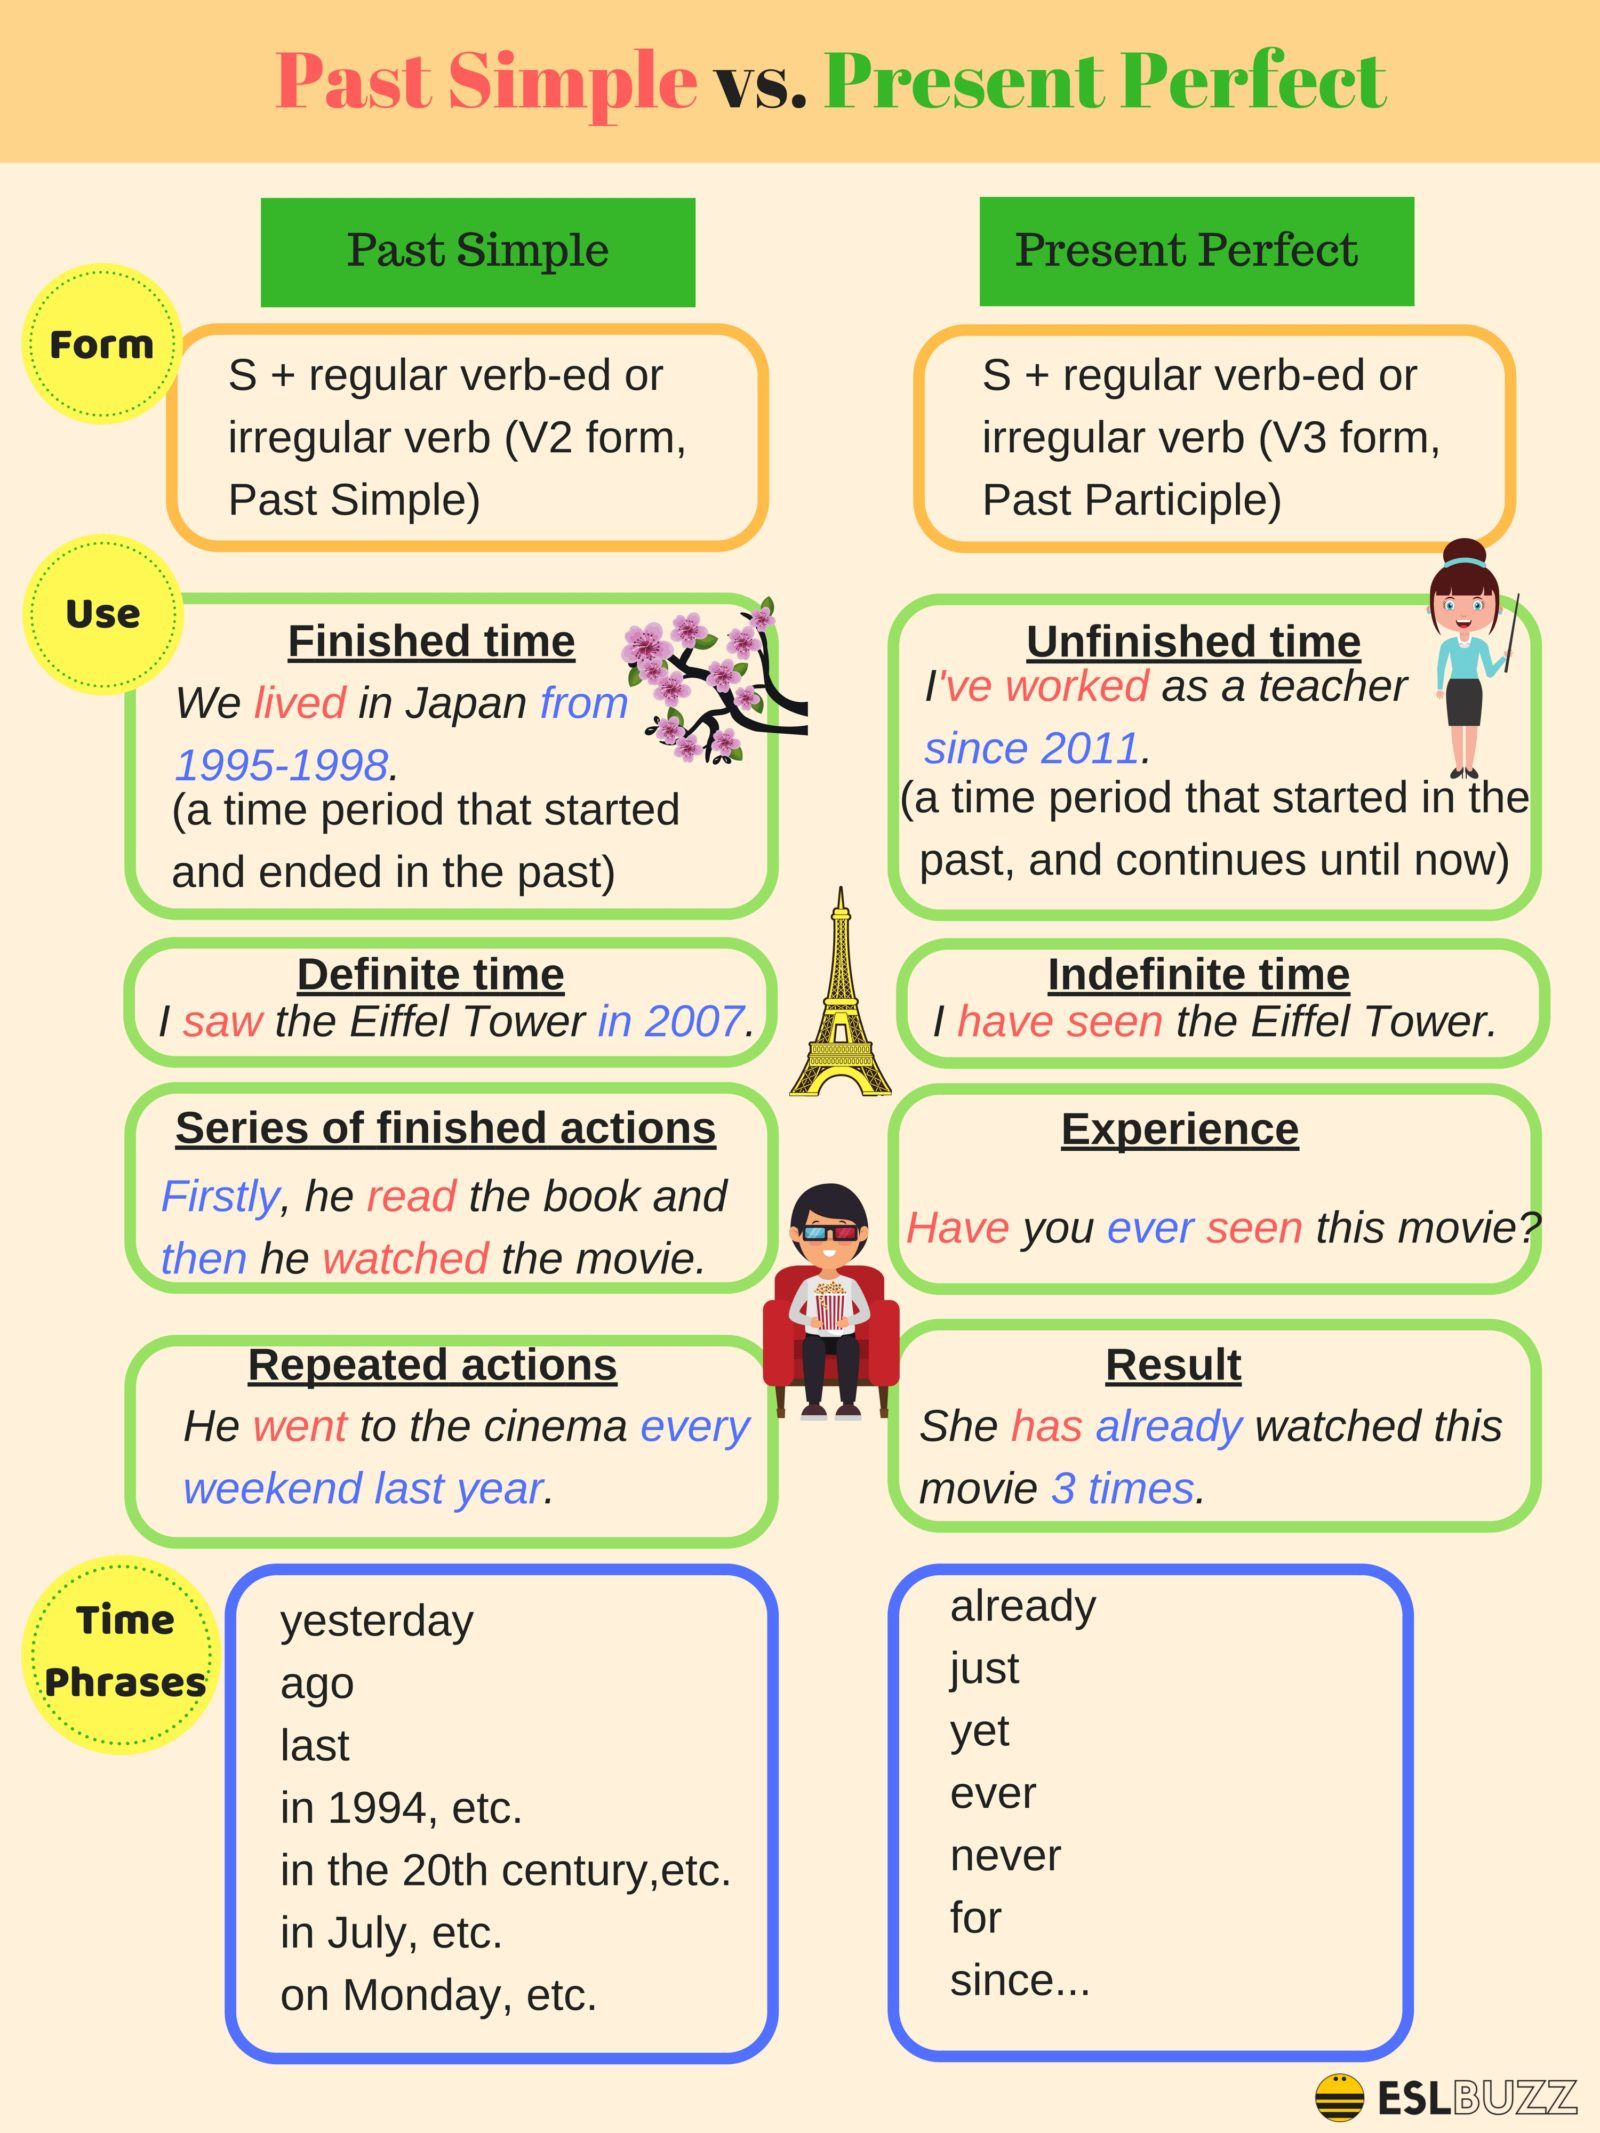 Past Simple vs. Present Perfect
Past Simple
Present Perfect
Form
S + regular verb-ed or
irregular verb (V2 form,
Past Simple)
S + regular verb-ed or
irregular verb (V3 form,
Past Participle)
Use
Finished time
We lived in Japan from
1995-1998.
(a time period that started
and ended in the past)
Unfinished time
I've worked as a teacher
since 2011.
(a time period that started in the
past, and continues until now)
Definite time
I saw the Eiffel Tower in 2007.
Indefinite time
I have seen the Eiffel Tower.
Series of finished actions
Firstly, he read the book and
then he watched the movie.
Experience
Have you ever seen this movie?
Repeated actions
He went to the cinema every
weekend last year.
Result
She has already watched this
movie 3 times.
Time
Phrases
yesterday
ago
last
in 1994, etc.
in the 20th century,etc.
in July, etc.
on Monday, etc.
already
just
yet
ever
never
for
since...
ESLBUZZ